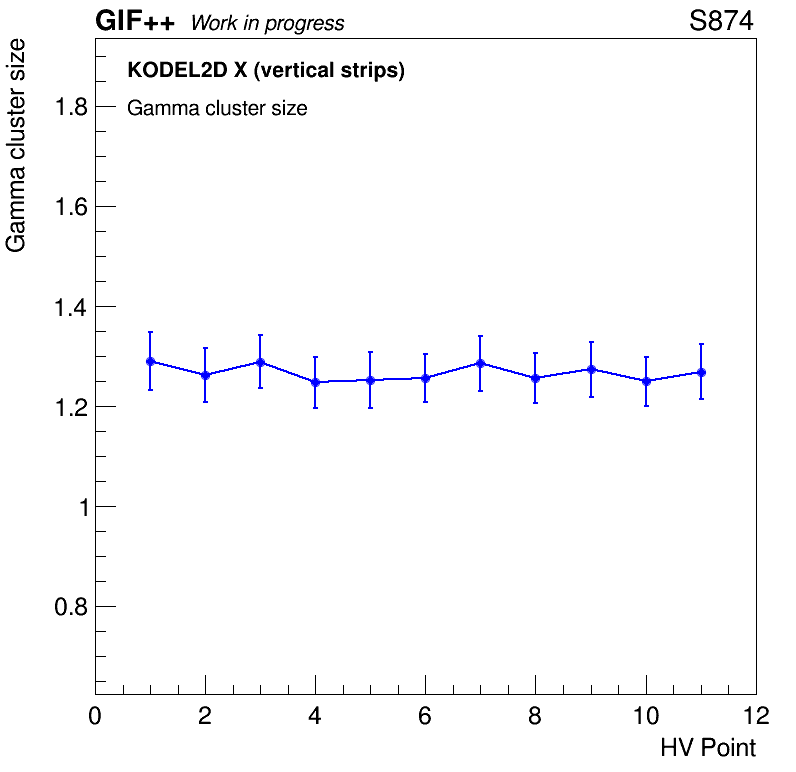 GIF++ Work in progress S874
KODEL2D X (vertical strips)
Gamma cluster size
Gamma cluster size
1.8
1.6
1.4
1.2
1
0.8
0 2 4 6 8 10 12
HV Point